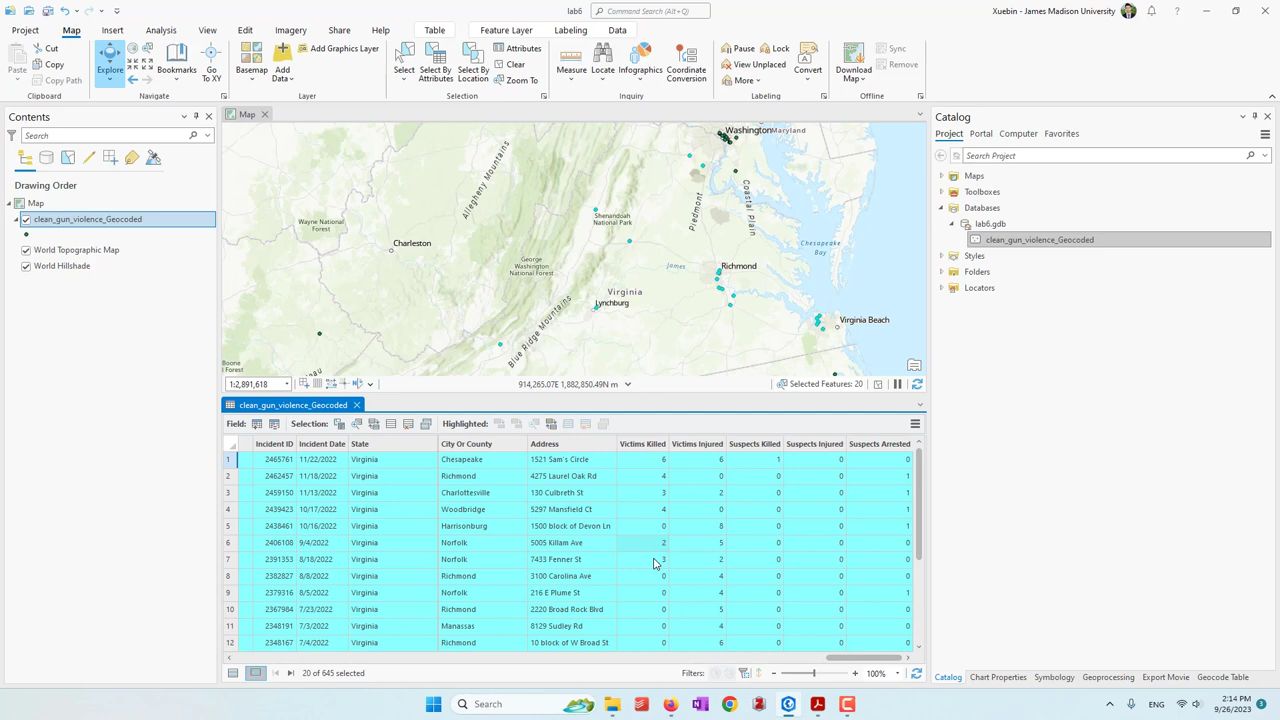 lab6
Command Search (Alt+Q)
Xuebin - James Madison University
Project Map Insert Analysis View Edit Imagery Share Help Table Feature Layer Labeling Data
Paste
Cut
Copy
Copy Path
Clipboard
Explore
Bookmarks
Go To XY
Navigate
Basemap
Add Data
Add Graphics Layer
Layer
Select
Select By Attributes
Select By Location
Attributes
Clear
Zoom To
Selection
Measure
Locate
Infographics
Coordinate Conversion
Inquiry
Pause
Lock
View Unplaced
More
Convert
Labeling
Download Map
Sync
Remove
Offline
Contents
Search
Drawing Order
Map
clean_gun_violence_Geocoded
World Topographic Map
World Hillshade
Map
Washington
Maryland
Allegheny Mountains
Wayne National Forest
Charleston
Shenandoah National Park
George Washington National Forest
Piedmont
Coastal Plain
Chesapeake Bay
James
Richmond
Virginia
Lynchburg
Blue Ridge Mountains
Virginia Beach
1:2,891,618
914,265.07E 1,882,850.49N m
Selected Features: 20
clean_gun_violence_Geocoded
Field: Selection: Highlighted:
Incident ID Incident Date State City Or County Address Victims Killed Victims Injured Suspects Killed Suspects Injured Suspects Arrested
1 2465761 11/22/2022 Virginia Chesapeake 1521 Sam's Circle 6 6 1 0 0
2 2462457 11/18/2022 Virginia Richmond 4275 Laurel Oak Rd 4 0 0 0 1
3 2459150 11/13/2022 Virginia Charlottesville 130 Culbreth St 3 2 0 0 1
4 2439423 10/17/2022 Virginia Woodbridge 5297 Mansfield Ct 4 0 0 0 1
5 2438461 10/16/2022 Virginia Harrisonburg 1500 block of Devon Ln 0 8 0 0 1
6 2406108 9/4/2022 Virginia Norfolk 5005 Killam Ave 2 5 0 0 0
7 2391353 8/18/2022 Virginia Norfolk 7433 Fenner St 3 2 0 0 0
8 2382827 8/8/2022 Virginia Richmond 3100 Carolina Ave 0 4 0 0 0
9 2379316 8/5/2022 Virginia Norfolk 216 E Plume St 0 4 0 0 1
10 2367984 7/23/2022 Virginia Richmond 2220 Broad Rock Blvd 0 5 0 0 0
11 2348191 7/3/2022 Virginia Manassas 8129 Sudley Rd 0 4 0 0 0
12 2348167 7/4/2022 Virginia Richmond 10 block of W Broad St 0 6 0 0 0
20 of 645 selected
Filters:
100%
Catalog
Project Portal Computer Favorites
Search Project
Maps
Toolboxes
Databases
lab6.gdb
clean_gun_violence_Geocoded
Styles
Folders
Locators
Catalog Chart Properties Symbology Geoprocessing Export Movie Geocode Table
Search
ENG
2:14 PM
9/26/2023